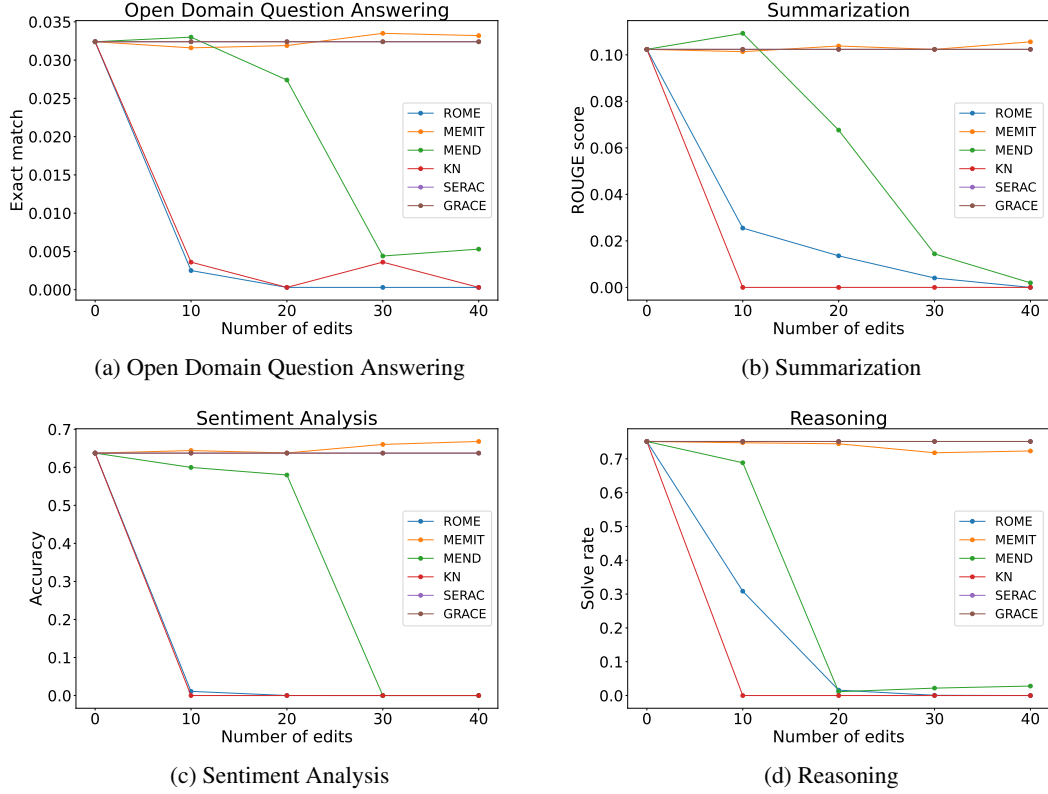 Open Domain Question Answering
0.035
0.030
0.025
0.020
0.015
0.010
0.005
0.000
Exact match
ROME
MEMIT
MEND
KN
SERAC
GRACE
0 10 20 30 40
Number of edits
(a) Open Domain Question Answering
Summarization
0.10
0.08
0.06
0.04
0.02
0.00
ROUGE score
ROME
MEMIT
MEND
KN
SERAC
GRACE
0 10 20 30 40
Number of edits
(b) Summarization
Sentiment Analysis
0.7
0.6
0.5
0.4
0.3
0.2
0.1
0.0
Accuracy
ROME
MEMIT
MEND
KN
SERAC
GRACE
0 10 20 30 40
Number of edits
(c) Sentiment Analysis
Reasoning
0.7
0.6
0.5
0.4
0.3
0.2
0.1
0.0
Solve rate
ROME
MEMIT
MEND
KN
SERAC
GRACE
0 10 20 30 40
Number of edits
(d) Reasoning